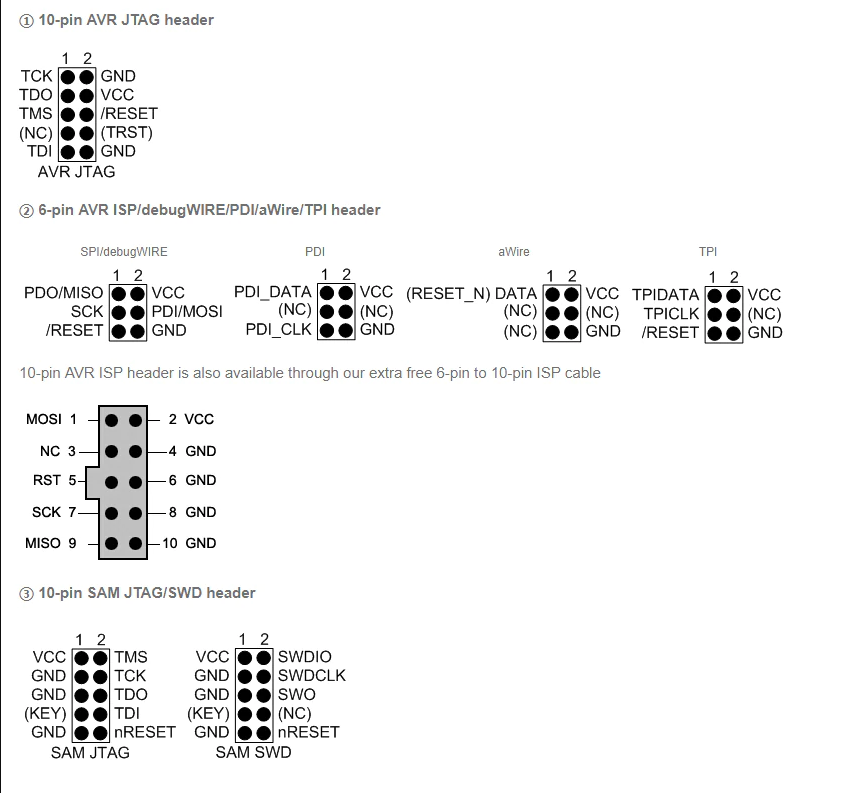 ① 10-pin AVR JTAG header
1 2
TCK GND
TDO VCC
TMS /RESET
(NC) (TRST)
TDI GND
AVR JTAG
② 6-pin AVR ISP/debugWIRE/PDI/aWire/TPI header
SPI/debugWIRE PDI aWire TPI
1 2 1 2 1 2 1 2
PDO/MISO VCC PDI_DATA VCC (RESET_N) DATA VCC TPIDATA VCC
SCK PDI/MOSI (NC) (NC) (NC) (NC) TPICLK (NC)
/RESET GND PDI_CLK GND (NC) GND /RESET GND
10-pin AVR ISP header is also available through our extra free 6-pin to 10-pin ISP cable
MOSI 1 2 VCC
NC 3 4 GND
RST 5 6 GND
SCK 7 8 GND
MISO 9 10 GND
③ 10-pin SAM JTAG/SWD header
1 2 1 2
VCC TMS VCC SWDIO
GND TCK GND SWDCLK
GND TDO GND SWO
(KEY) TDI (KEY) (NC)
GND nRESET GND nRESET
SAM JTAG SAM SWD